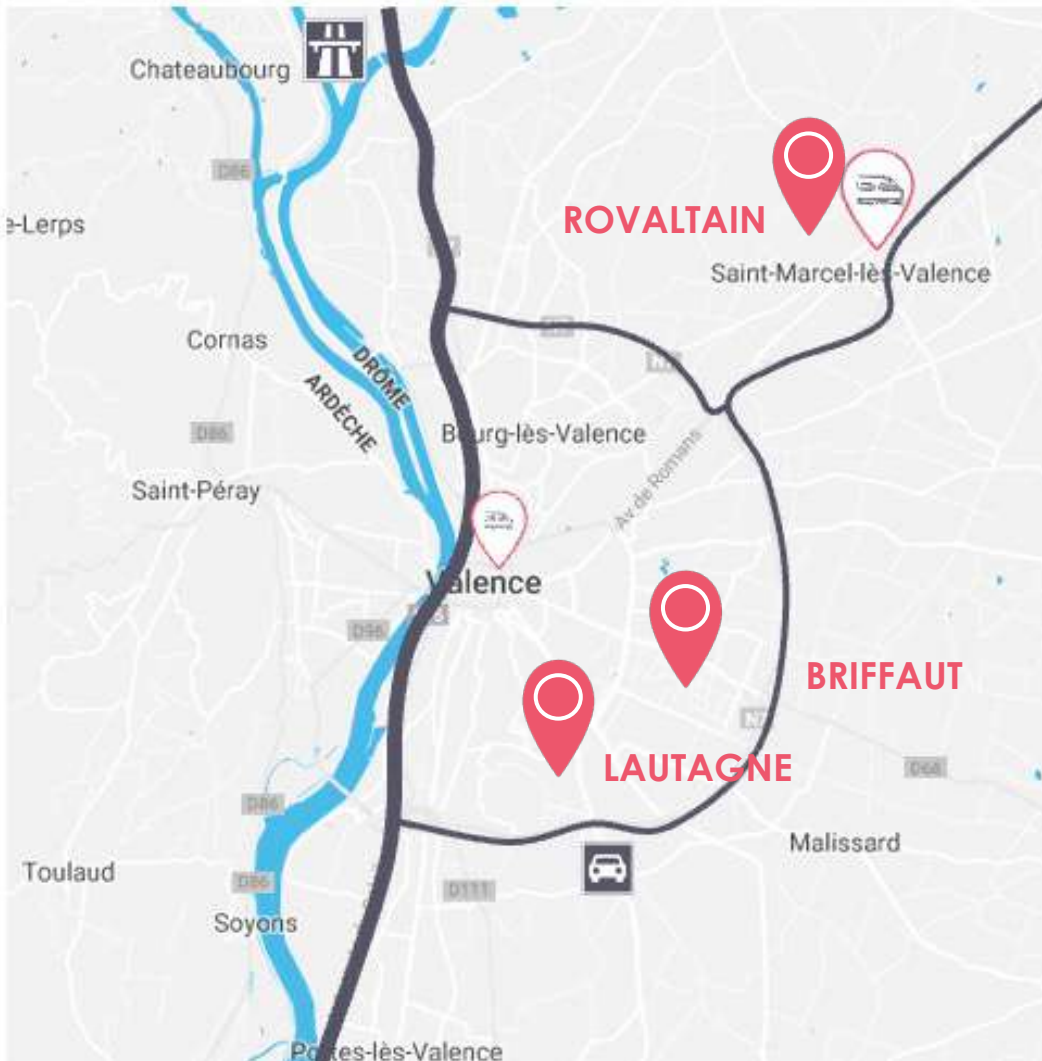 Chateaubourg
D86
ROVALTAIN
e-Lerps
Saint-Marcel-lès-Valence
Cornas
DRÔME
ARDÈCHE
D86
Bourg-lès-Valence
Av de Romans
Saint-Péray
Valence
D96
BRIFFAUT
LAUTAGNE
D68
D86
Malissard
Toulaud
D86
D111
Soyons
Portes-lès-Valence